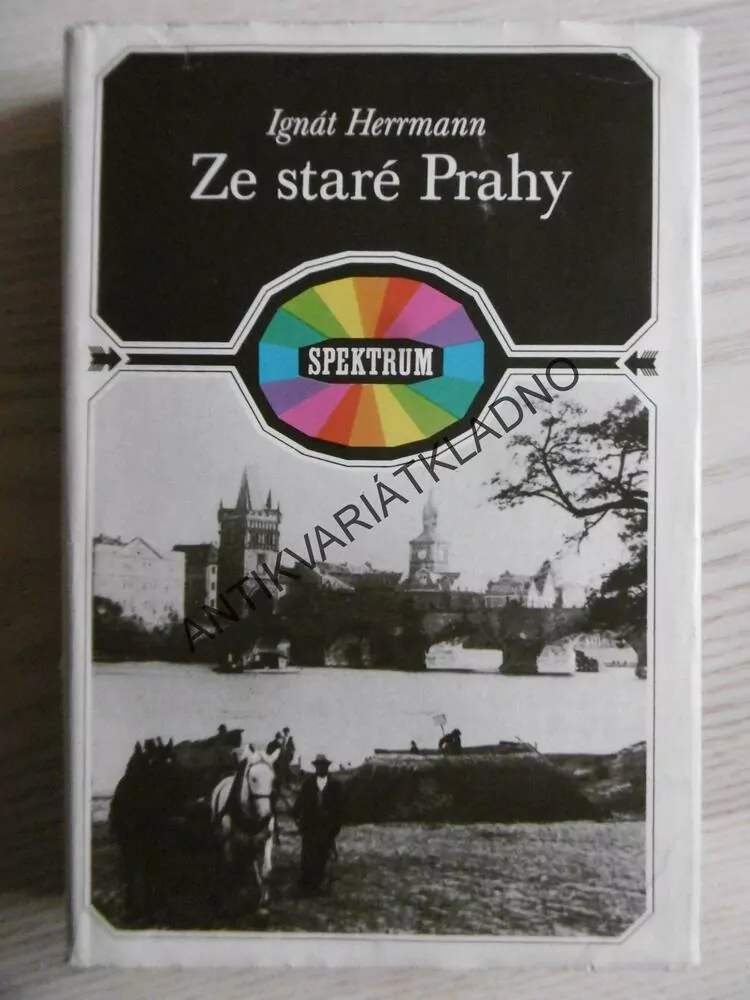 Ignát Herrmann
Ze staré Prahy
SPEKTRUM
ANTIKVARIÁTKLADNO